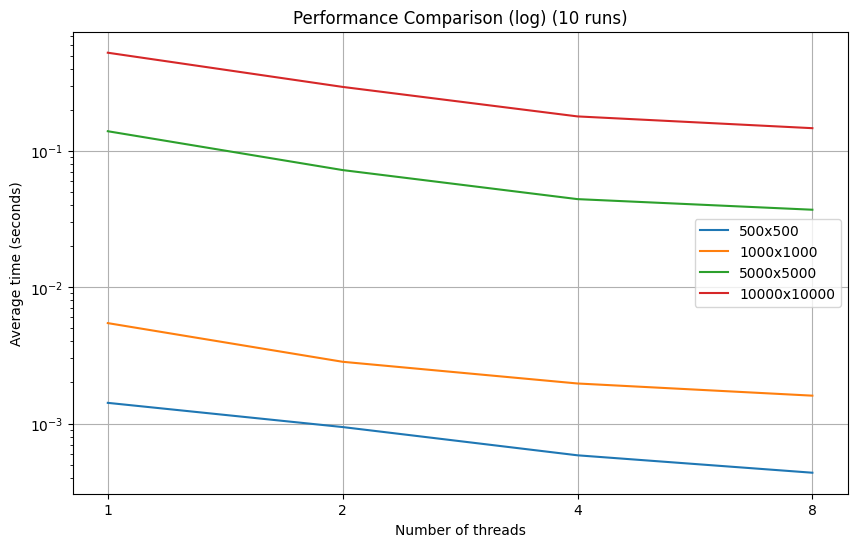 Performance Comparison (log) (10 runs)
Average time (seconds)
10⁻¹
10⁻²
10⁻³
500x500
1000x1000
5000x5000
10000x10000
1 2 4 8
Number of threads